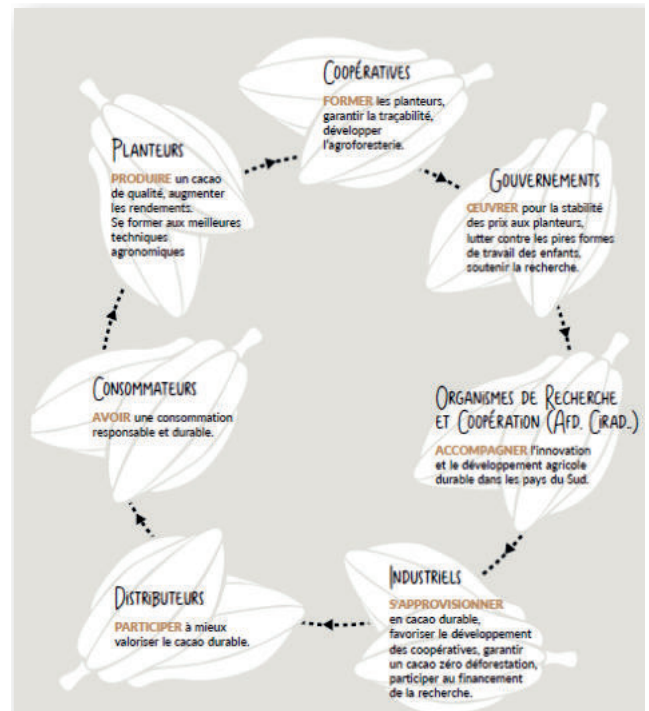 COOPÉRATIVES
FORMER les planteurs,
garantir la traçabilité,
développer
l'agroforesterie.
PLANTEURS
PRODUIRE un cacao
de qualité, augmenter
les rendements.
Se former aux meilleures
techniques
agronomiques
GOUVERNEMENTS
ŒUVRER pour la stabilité
des prix aux planteurs,
lutter contre les pires formes
de travail des enfants,
soutenir la recherche.
CONSOMMATEURS
AVOIR une consommation
responsable et durable.
ORGANISMES DE RECHERCHE
ET COOPÉRATION (AFD, CIRAD..)
ACCOMPAGNER l'innovation
et le développement agricole
durable dans les pays du Sud.
DISTRIBUTEURS
PARTICIPER à mieux
valoriser le cacao durable.
INDUSTRIELS
S'APPROVISIONNER
en cacao durable,
favoriser le développement
des coopératives, garantir
un cacao zéro déforestation,
participer au financement
de la recherche.